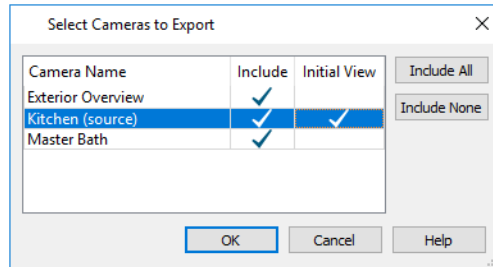 Select Cameras to Export
Camera Name Include Initial View
Exterior Overview
Kitchen (source)
Master Bath
Include All
Include None
OK Cancel Help